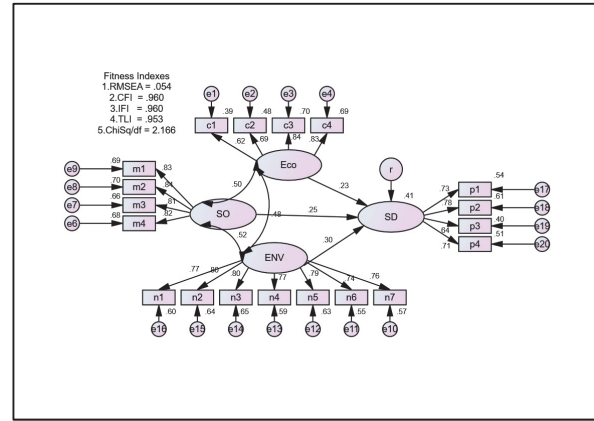 Fitness Indexes
1.RMSEA = .054
2.CFI = .960
3.IFI = .960
4.TLI = .953
5.ChiSq/df = 2.166
e1 e2 e3 e4
.39 .48 .70 .69
c1 c2 c3 c4
.62 .69 .84 .83
Eco
e9 .69 m1 .83
e8 .70 m2 .84
e7 .66 m3 .81
e6 .68 m4 .82
.50
SO
.52
.48
.23
.25
.30
r
.41
SD
.73 p1 .54 e17
.78 p2 .61 e18
.64 p3 .40 e19
.71 p4 .51 e20
ENV
.77 .80 .80 .77 .79 .74 .76
n1 n2 n3 n4 n5 n6 n7
.60 .64 .65 .59 .63 .55 .57
e16 e15 e14 e13 e12 e11 e10